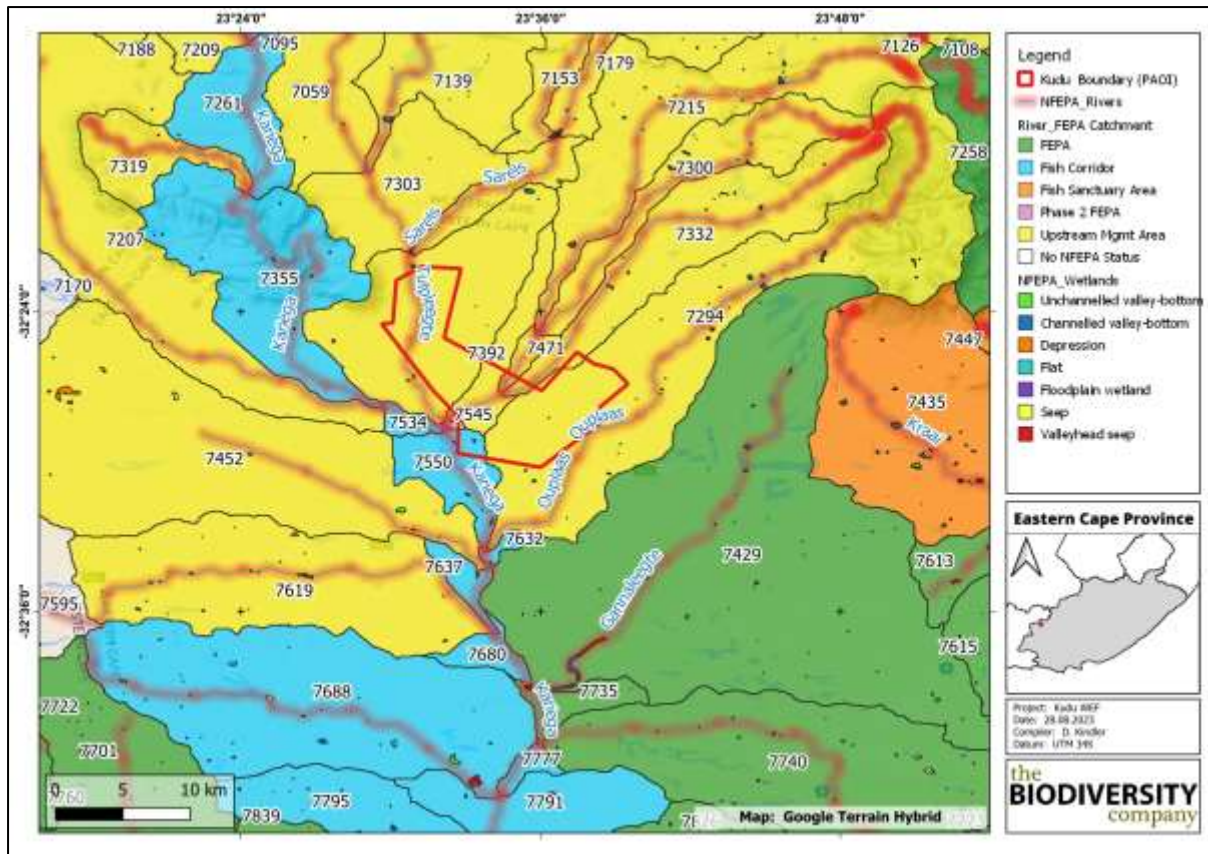 23°24'0" 23°36'0" 23°48'0"
7188 7209 7095 7139 7153 7179 7126 7108
7059
7261
Kariega
7215
7319
7303
Sarels
7300
7258
7207
7332
7170
7355
Kariega
-32°24'0"
7294
7392 7471
7447
7435
Kraai
7534 7545
Ouplaas
7452
7550
Kariega
Ouplaas
7632
7429
7637
7619
7613
7595
-32°36'0"
7615
7680
7688
7735
Kariega
7722
7701
7777
7740
0 5 10 km
7760
7839 7795 7791
Map: Google Terrain Hybrid
Legend
Kudu Boundary (PAOI)
NFEPA_Rivers
River_FEPA Catchment
FEPA
Fish Corridor
Fish Sanctuary Area
Phase 2 FEPA
Upstream Mgmt Area
No NFEPA Status
NFEPA_Wetlands
Unchannelled valley-bottom
Channelled valley-bottom
Depression
Flat
Floodplain wetland
Seep
Valleyhead seep
Eastern Cape Province
Project: Kudu WEF
Date: 28.08.2023
Compiler: D. Kindler
Datum: UTM 34S
the
BIODIVERSITY
company